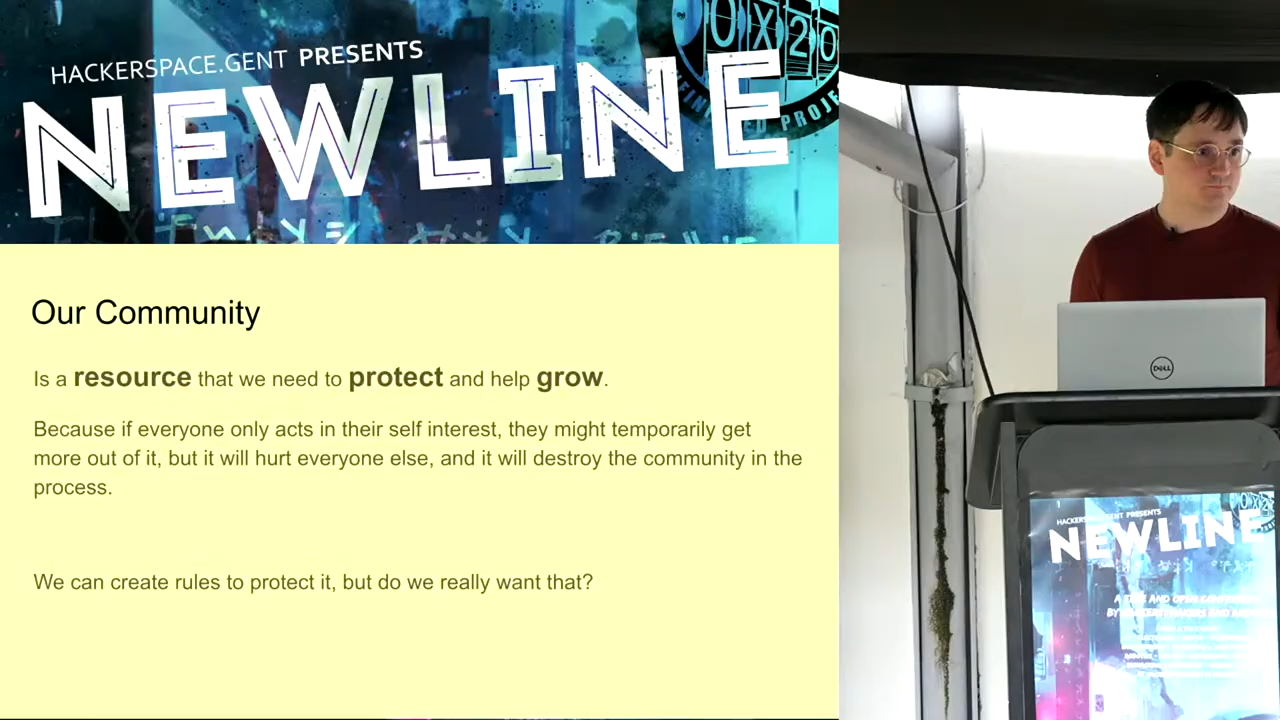 HACKERSPACE.GENT PRESENTS
NEWLINE
0X20
Our Community
Is a resource that we need to protect and help grow.
Because if everyone only acts in their self interest, they might temporarily get
more out of it, but it will hurt everyone else, and it will destroy the community in the
process.
We can create rules to protect it, but do we really want that?
DELL
PRESENTS
NEWLINE